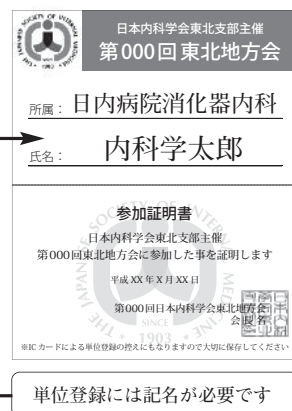 日本内科学会東北支部主催
第000回東北地方会
所属： 日内病院消化器内科
氏名： 内科学太郎
参加証明書
日本内科学会東北支部主催
第000回東北地方会に参加した事を証明します
平成 XX 年 X 月 XX 日
第000回日本内科学会東北地方会
会長名
※IC カードによる単位登録の控えにもなりますので大切に保存してください
単位登録には記名が必要です